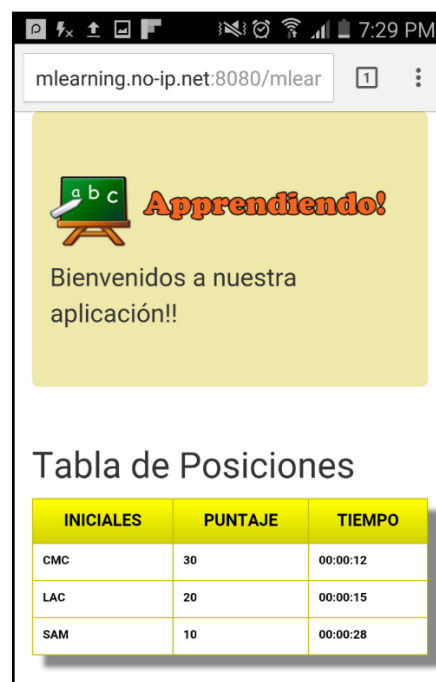 7:29 PM
mlearning.no-ip.net:8080/mlear
1
a b c
Apprendiendo!
Bienvenidos a nuestra
aplicación!!
Tabla de Posiciones
INICIALES PUNTAJE TIEMPO
CMC 30 00:00:12
LAC 20 00:00:15
SAM 10 00:00:28